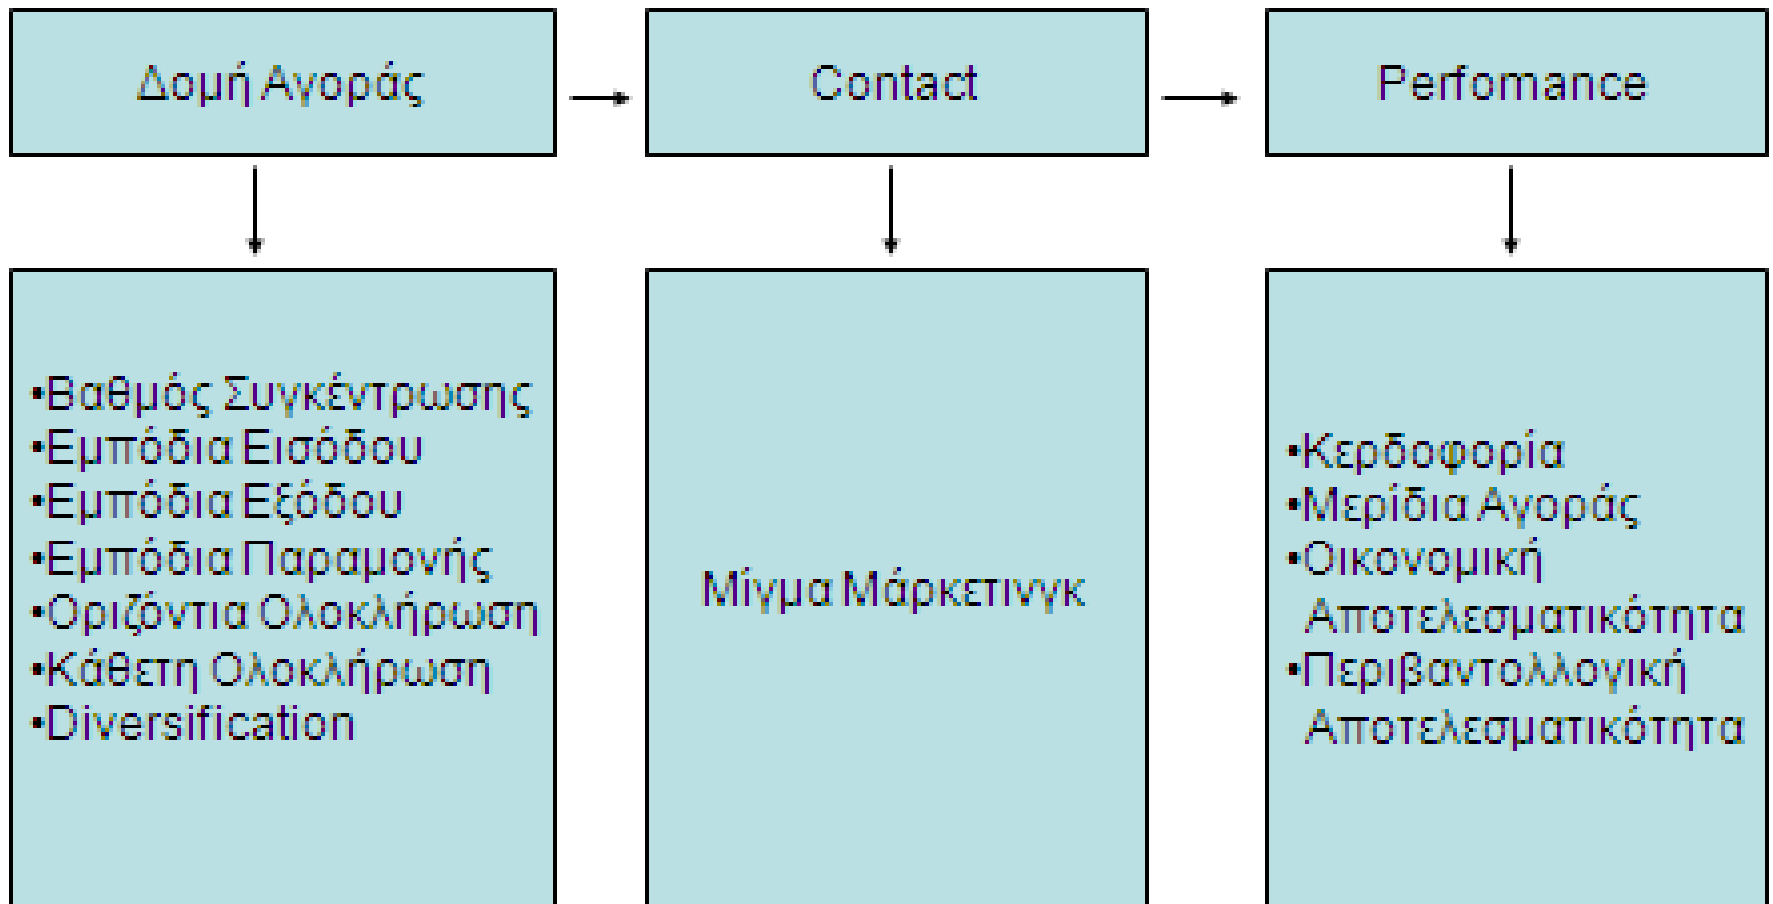 Δομή Αγοράς
Contact
Perfomance
•Βαθμός Συγκέντρωσης
•Εμπόδια Εισόδου
•Εμπόδια Εξόδου
•Εμπόδια Παραμονής
•Οριζόντια Ολοκλήρωση
•Κάθετη Ολοκλήρωση
•Diversification
Μίγμα Μάρκετινγκ
•Κερδοφορία
•Μερίδια Αγοράς
•Οικονομική
Αποτελεσματικότητα
•Περιβαντολλογική
Αποτελεσματικότητα